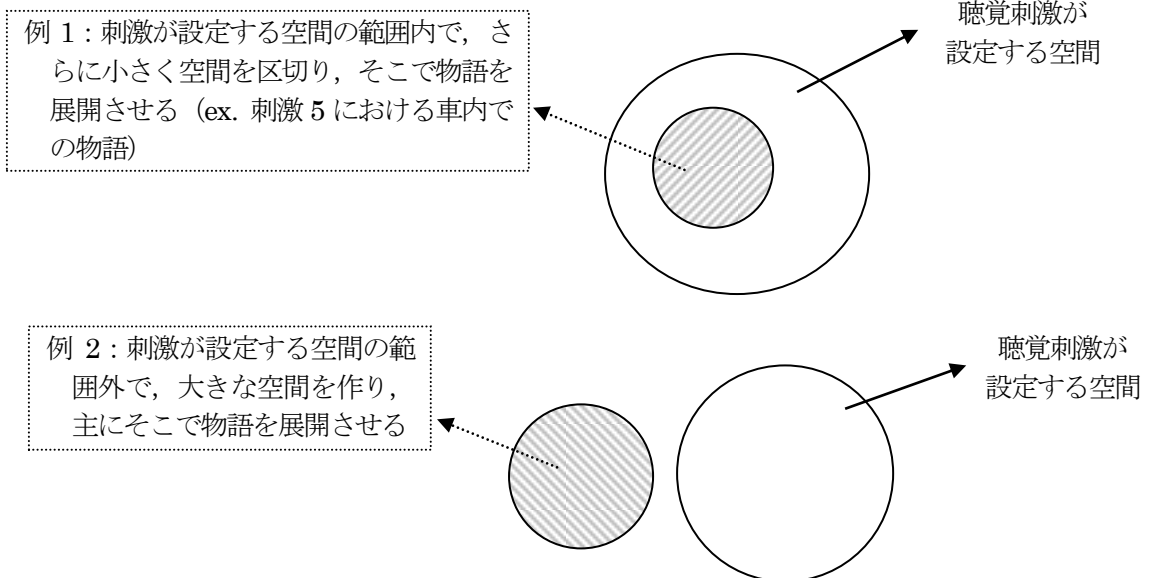 例 1：刺激が設定する空間の範囲内で，さ
らに小さく空間を区切り，そこで物語を
展開させる（ex. 刺激 5 における車内で
の物語）
聴覚刺激が
設定する空間
例 2：刺激が設定する空間の範
囲外で，大きな空間を作り，
主にそこで物語を展開させる
聴覚刺激が
設定する空間